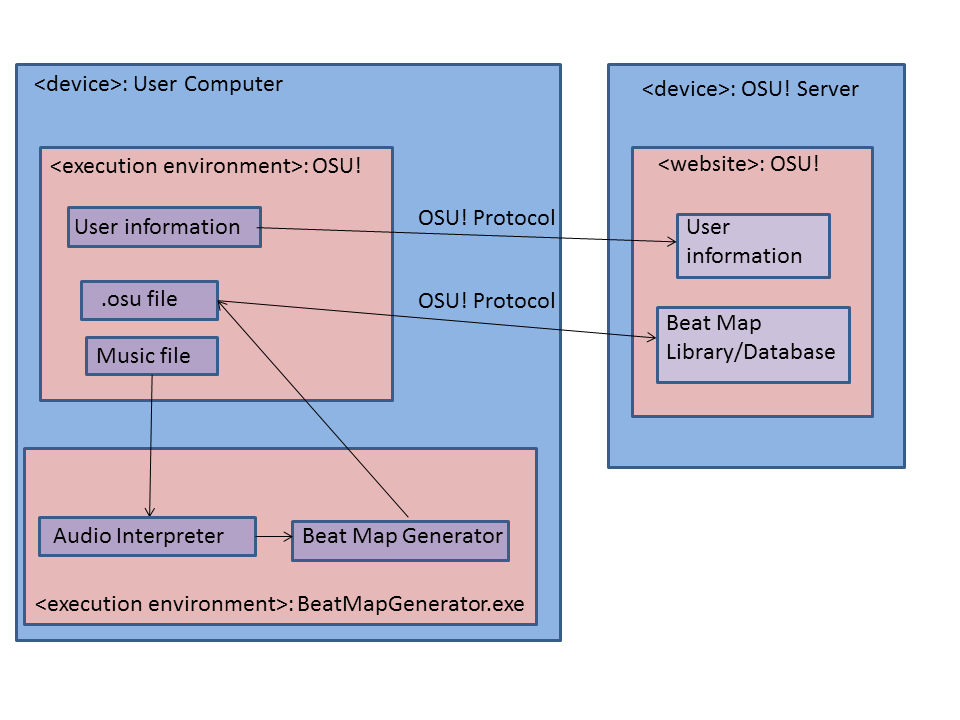 <device>: User Computer
<execution environment>: OSU!
User information
.osu file
Music file
Audio Interpreter
Beat Map Generator
<execution environment>: BeatMapGenerator.exe
OSU! Protocol
OSU! Protocol
<device>: OSU! Server
<website>: OSU!
User
information
Beat Map
Library/Database